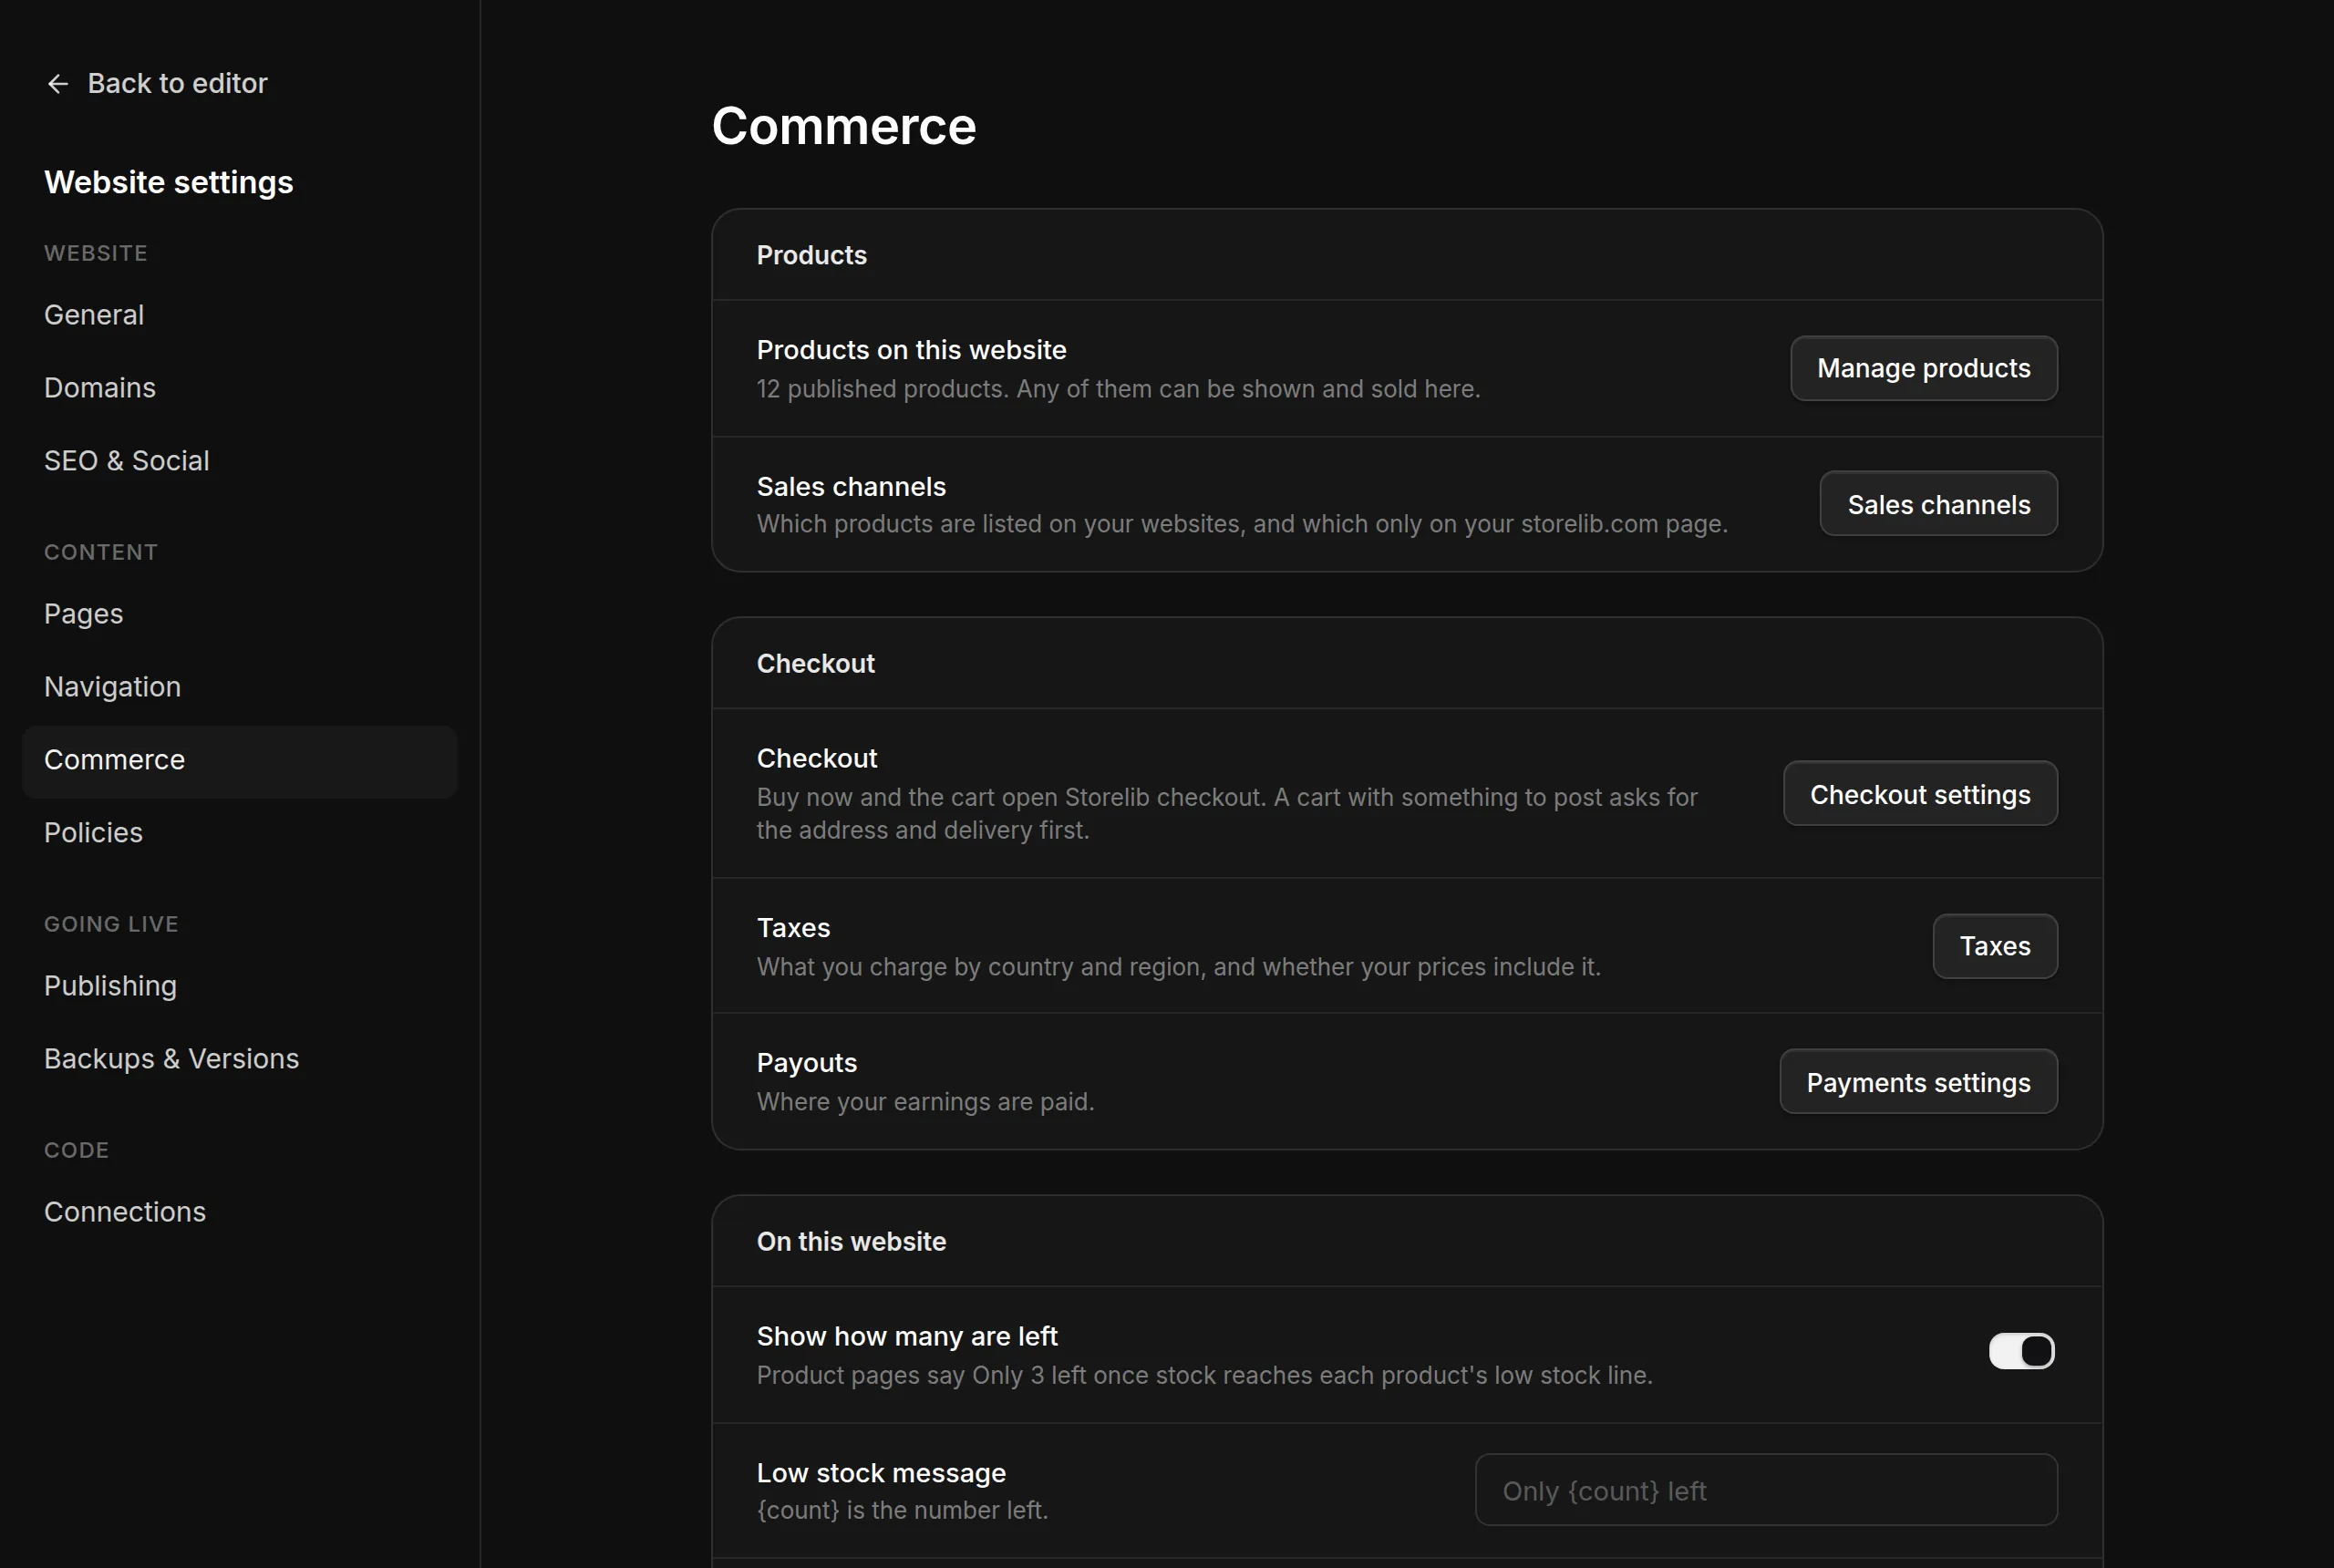 Back to editor
Website settings
WEBSITE
General
Domains
SEO & Social
CONTENT
Pages
Navigation
Commerce
Policies
GOING LIVE
Publishing
Backups & Versions
CODE
Connections
Commerce
Products
Products on this website
12 published products. Any of them can be shown and sold here.
Manage products
Sales channels
Which products are listed on your websites, and which only on your storelib.com page.
Sales channels
Checkout
Checkout
Buy now and the cart open Storelib checkout. A cart with something to post asks for
the address and delivery first.
Checkout settings
Taxes
What you charge by country and region, and whether your prices include it.
Taxes
Payouts
Where your earnings are paid.
Payments settings
On this website
Show how many are left
Product pages say Only 3 left once stock reaches each product's low stock line.
Low stock message
{count} is the number left.
Only {count} left